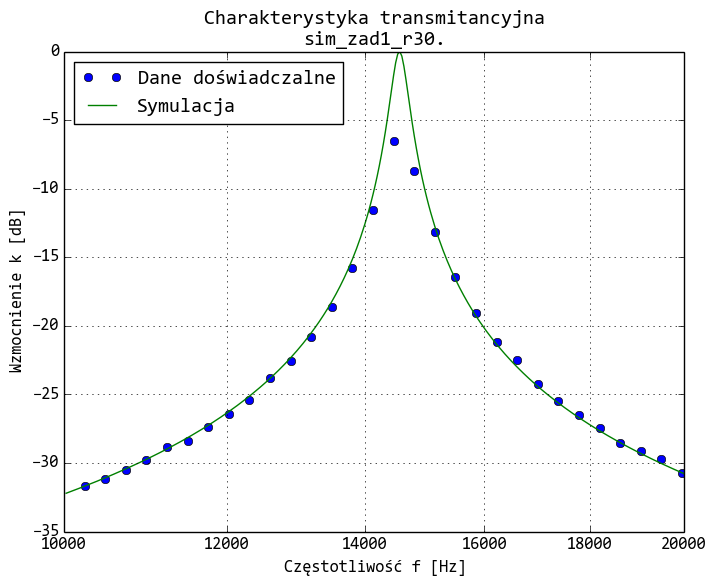 Charakterystyka transmitancyjna
sim_zad1_r30.
Dane doświadczalne
Symulacja
Wzmocnienie k [dB]
0
−5
−10
−15
−20
−25
−30
−35
10000 12000 14000 16000 18000 20000
Częstotliwość f [Hz]